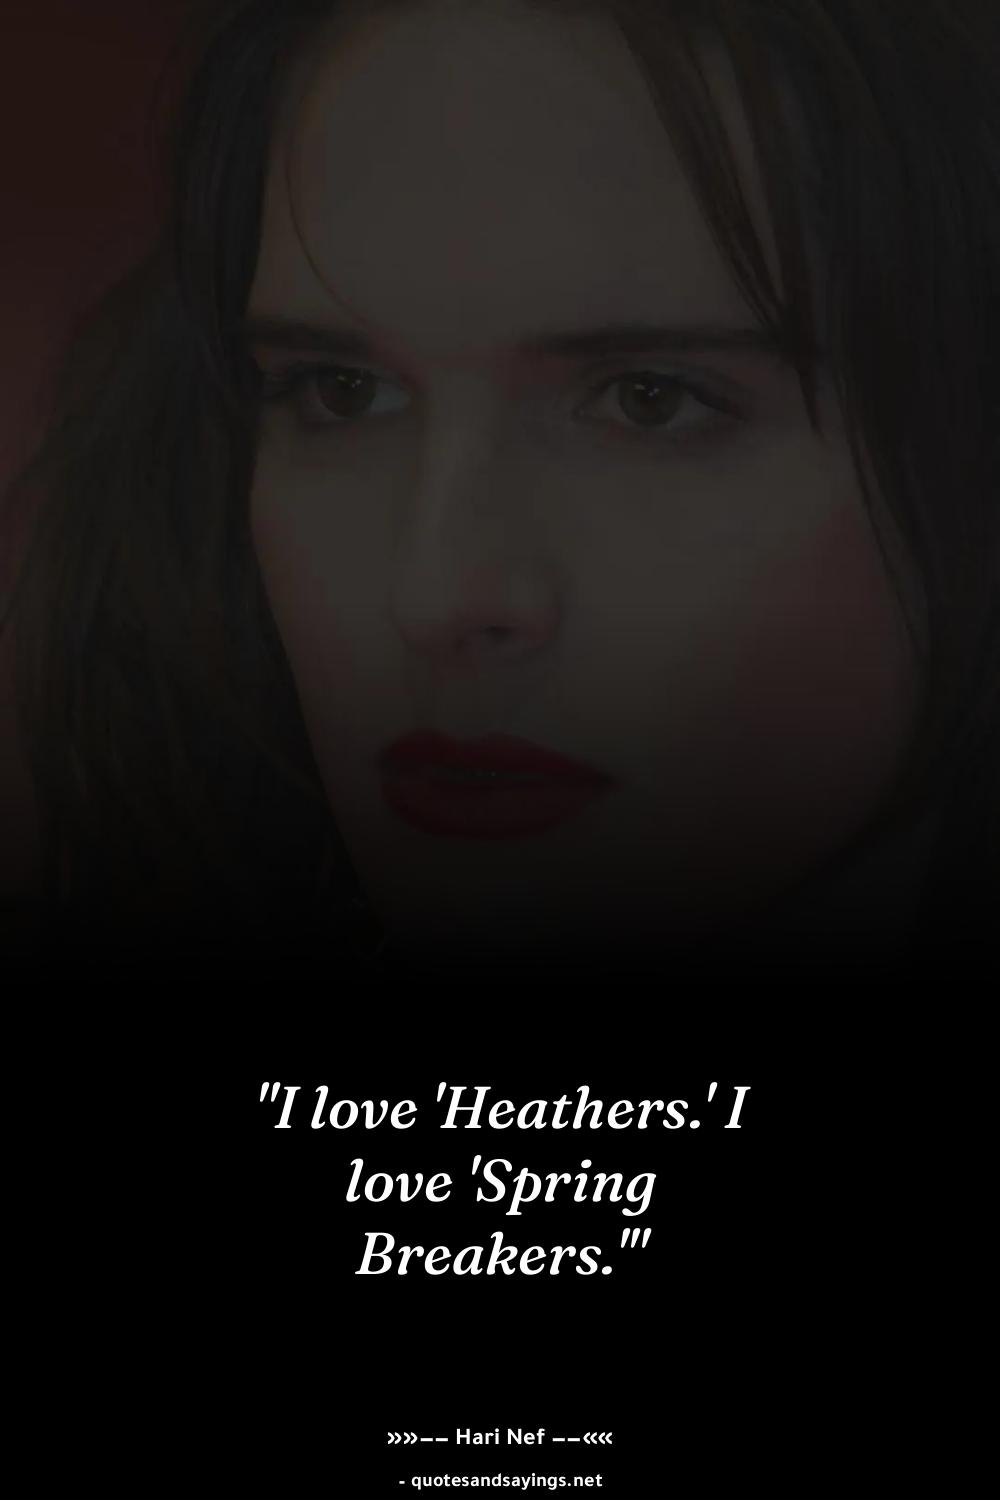 "I love 'Heathers.' I
love 'Spring
Breakers.'"
»»−− Hari Nef −−««
- quotesandsayings.net